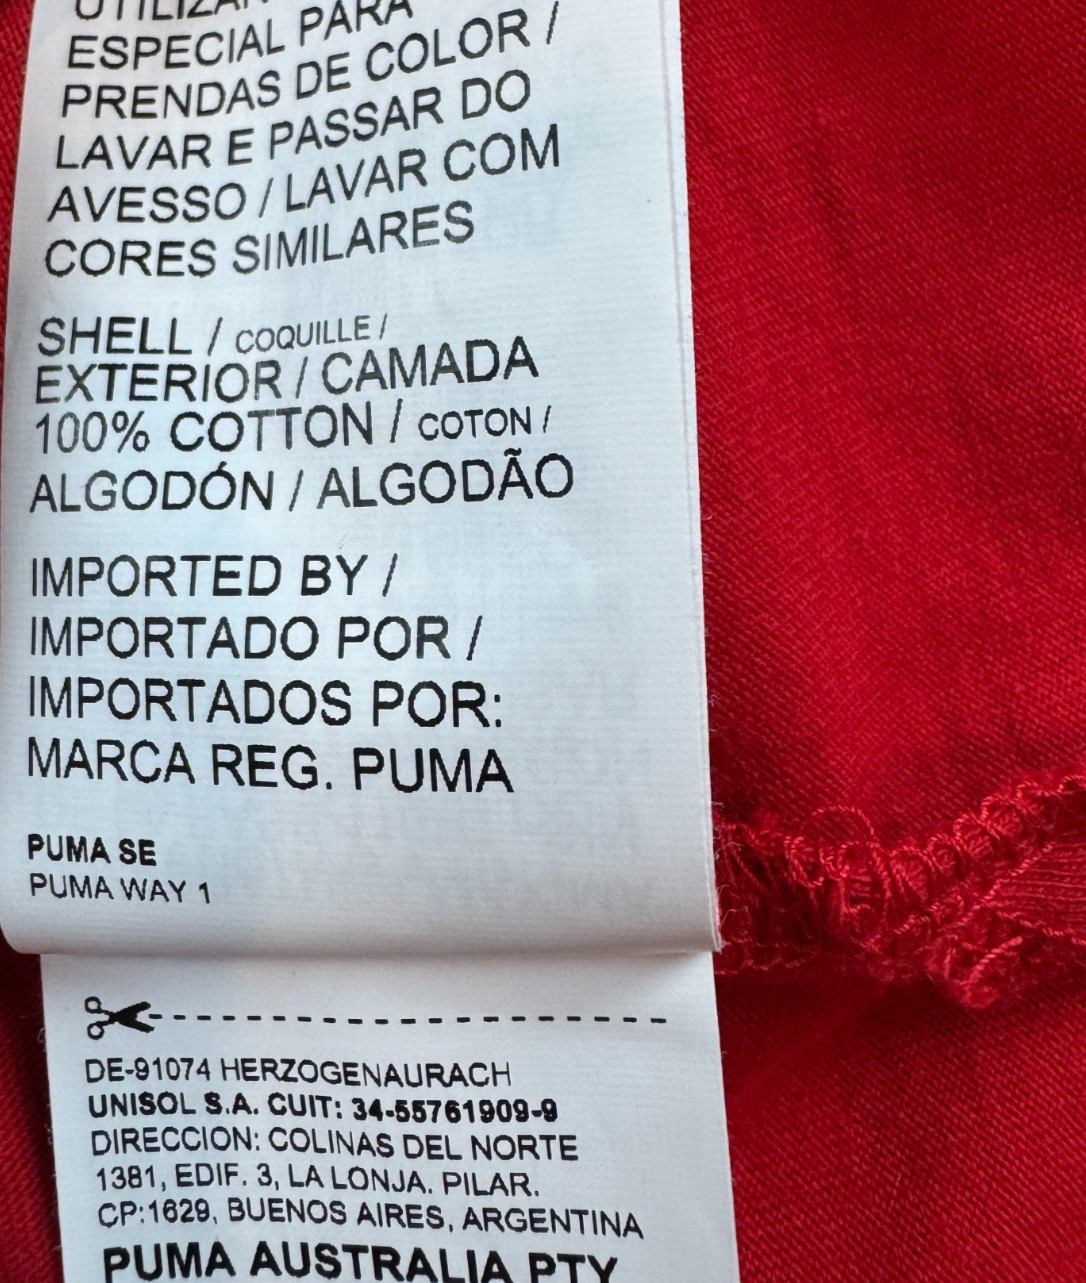 UTILIZAR
ESPECIAL PARA
PRENDAS DE COLOR /
LAVAR E PASSAR DO
AVESSO / LAVAR COM
CORES SIMILARES
SHELL / COQUILLE /
EXTERIOR / CAMADA
100% COTTON / COTON /
ALGODÓN / ALGODÃO
IMPORTED BY /
IMPORTADO POR /
IMPORTADOS POR:
MARCA REG. PUMA
PUMA SE
PUMA WAY 1
DE-91074 HERZOGENAURACH
UNISOL S.A. CUIT: 34-55761909-9
DIRECCION: COLINAS DEL NORTE
1381, EDIF. 3, LA LONJA. PILAR.
CP:1629, BUENOS AIRES, ARGENTINA
PUMA AUSTRALIA PTY